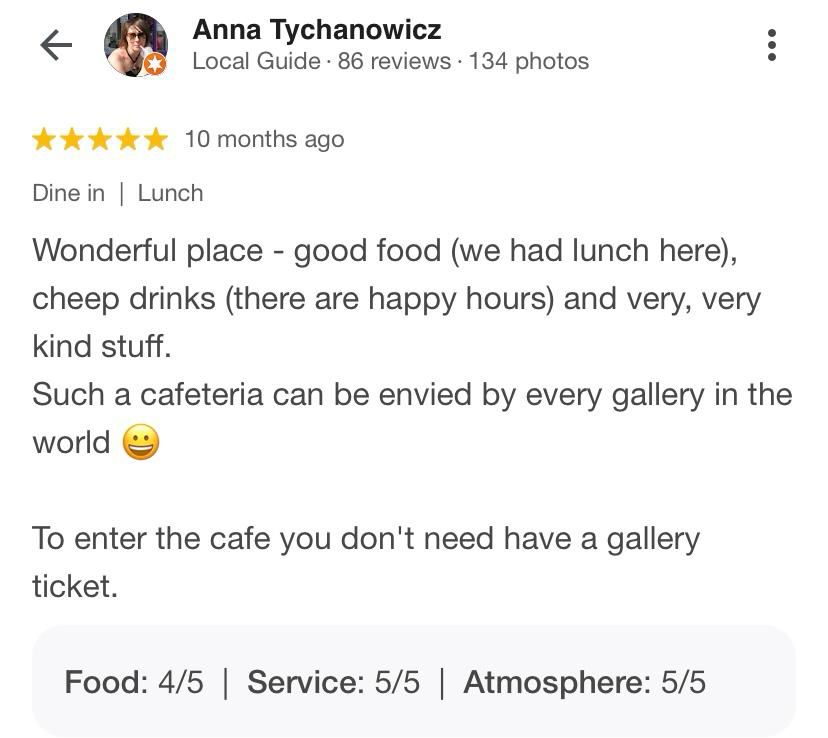 Anna Tychanowicz
Local Guide · 86 reviews · 134 photos
10 months ago
Dine in | Lunch
Wonderful place - good food (we had lunch here),
cheep drinks (there are happy hours) and very, very
kind stuff.
Such a cafeteria can be envied by every gallery in the
world 😀
To enter the cafe you don't need have a gallery
ticket.
Food: 4/5 | Service: 5/5 | Atmosphere: 5/5